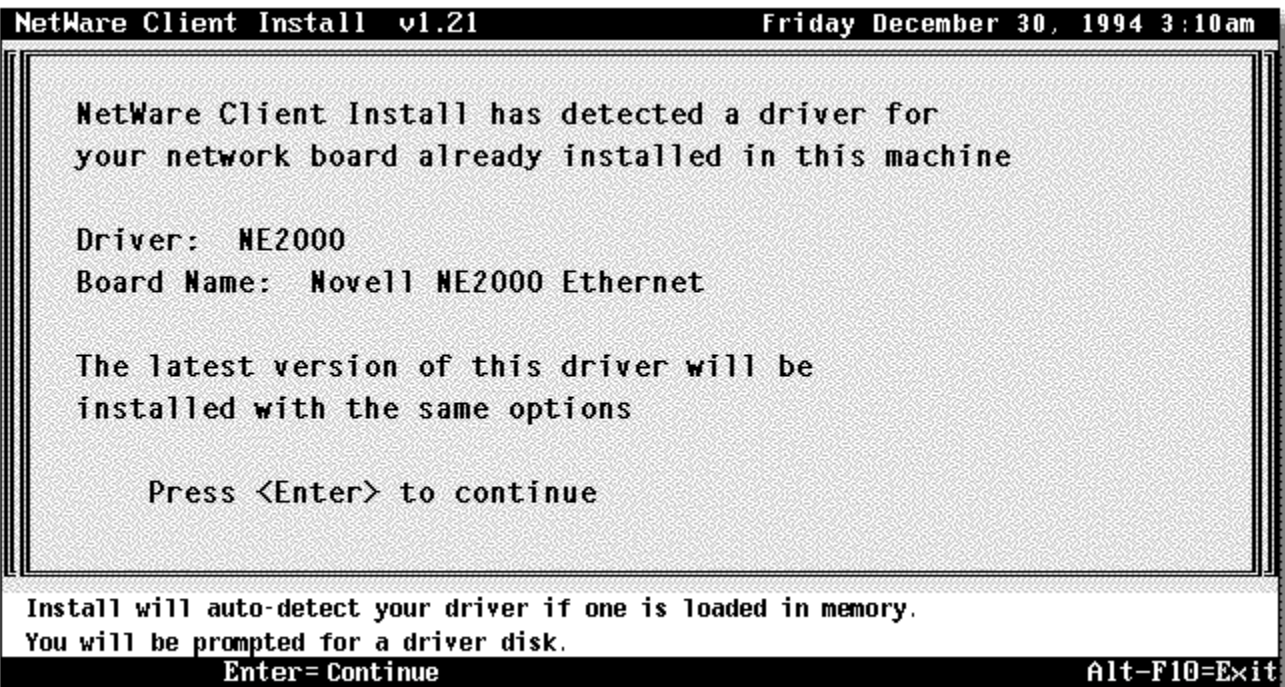 NetWare Client Install v1.21 Friday December 30, 1994 3:10am
NetWare Client Install has detected a driver for
your network board already installed in this machine
Driver: NE2000
Board Name: Novell NE2000 Ethernet
The latest version of this driver will be
installed with the same options
Press <Enter> to continue
Install will auto-detect your driver if one is loaded in memory.
You will be prompted for a driver disk.
Enter=Continue Alt-F10=Exit